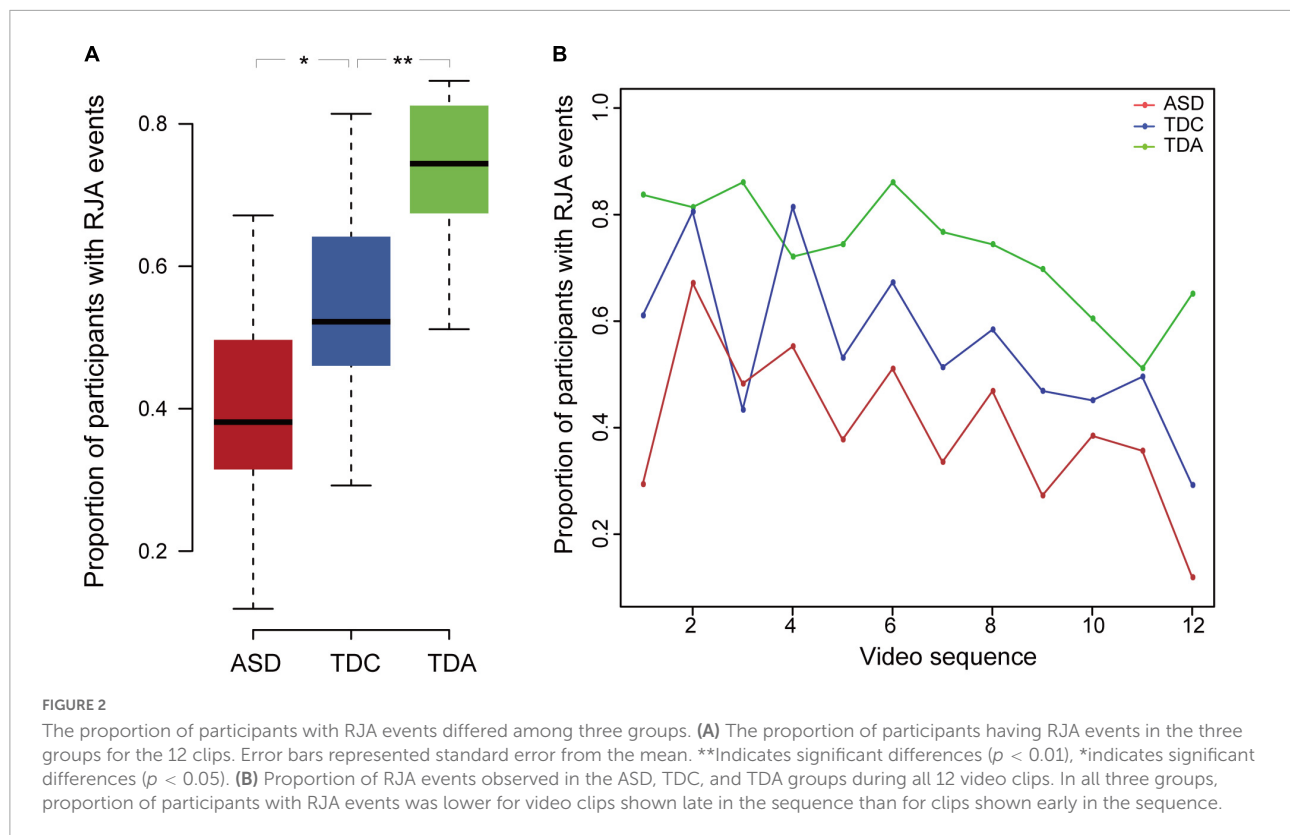 A
* **
Proportion of participants with RJA events
0.8
0.6
0.4
0.2
ASD TDC TDA
B
Proportion of participants with RJA events
1.0
0.8
0.6
0.4
0.2
ASD
TDC
TDA
2 4 6 8 10 12
Video sequence
FIGURE 2
The proportion of participants with RJA events differed among three groups. (A) The proportion of participants having RJA events in the three
groups for the 12 clips. Error bars represented standard error from the mean. **Indicates significant differences (p < 0.01), *indicates significant
differences (p < 0.05). (B) Proportion of RJA events observed in the ASD, TDC, and TDA groups during all 12 video clips. In all three groups,
proportion of participants with RJA events was lower for video clips shown late in the sequence than for clips shown early in the sequence.